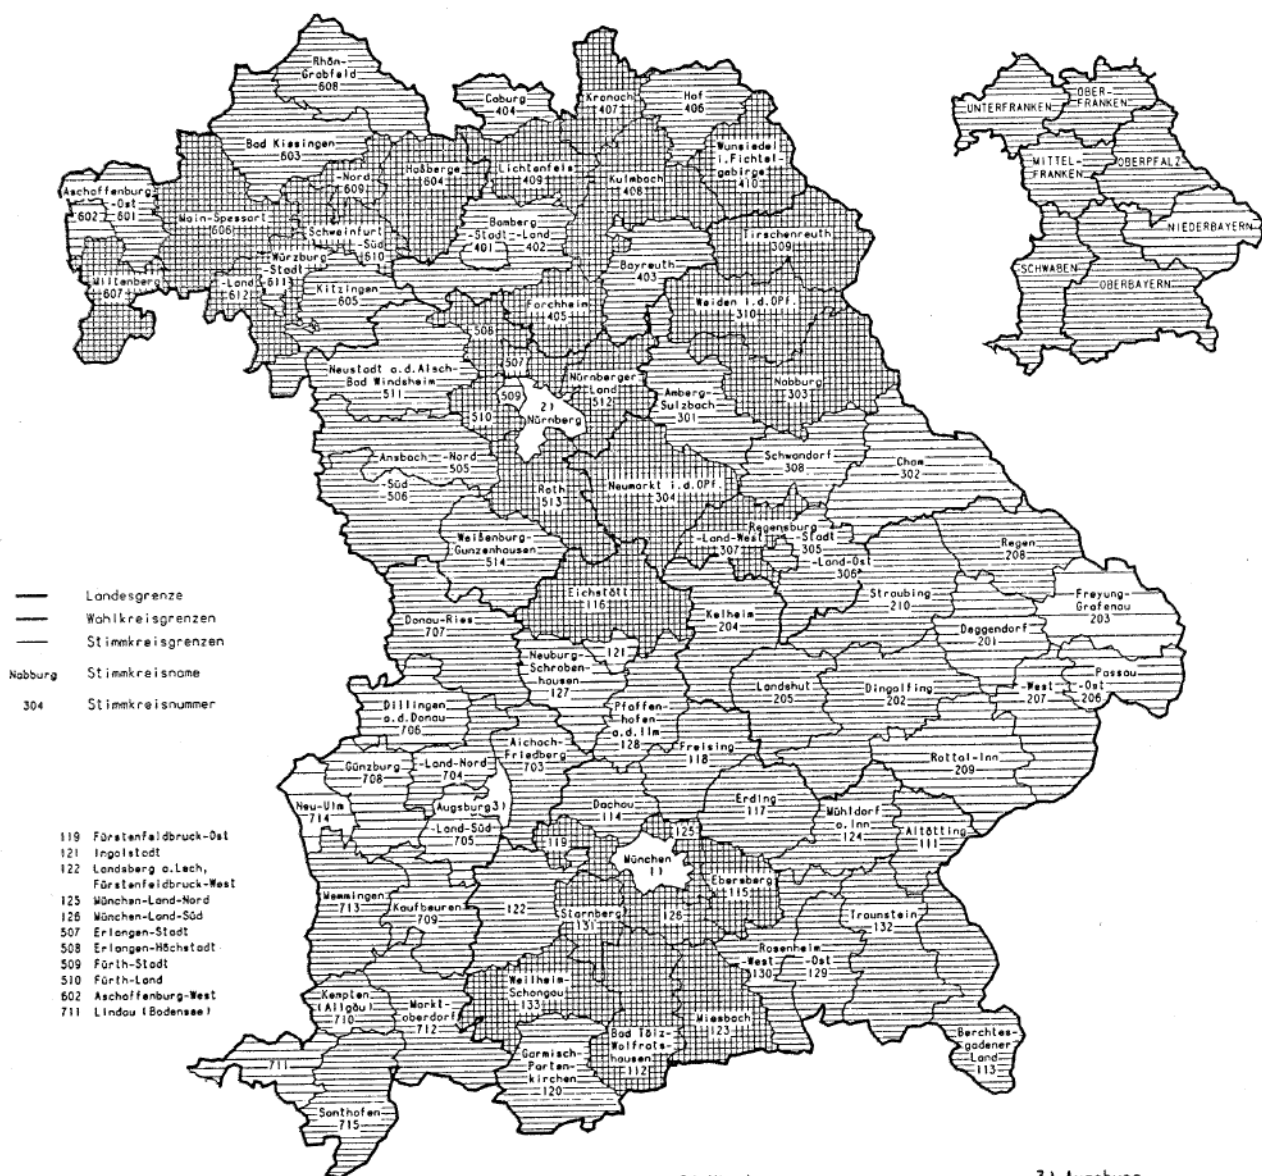 Rhön-
Grabfeld
608
Coburg
404
Kronach
407
Hof
406
Bad Kissingen
603
-Nord
609
Haßberge
604
Lichtenfels
409
Kulmbach
408
Wunsiedel
i.Fichtel-
gebirge
410
Aschaffenburg
-Ost
602
601
Main-Spessart
606
Schweinfurt
-Süd
610
Bamberg
-Stadt
-Land
401
402
Tirschenreuth
309
Würzburg
-Stadt
611
-Land
612
Miltenberg
607
Kitzingen
605
Bayreuth
403
Forchheim
405
Weiden i.d.OPf.
310
508
507
509
510
Neustadt a.d.Aisch-
Bad Windsheim
511
2)
Nürnberg
Nürnberger
Land
512
Amberg-
Sulzbach
301
Nabburg
303
Ansbach
-Nord
505
-Süd
506
Roth
513
Neumarkt i.d.OPf.
304
Schwandorf
308
Cham
302
Weißenburg-
Gunzenhausen
514
Regensburg
-Land-West
307
-Stadt
305
-Land-Ost
306
Regen
208
Eichstätt
116
Kelheim
204
Straubing
210
Freyung-
Grafenau
203
Donau-Ries
707
Deggendorf
201
Neuburg-
Schroben-
hausen
127
121
Landshut
205
Dingolfing
202
-West
207
Passau
-Ost
206
Dillingen
a.d.Donau
706
Pfaffen-
hofen
a.d.Ilm
128
Aichach-
Friedberg
703
Freising
118
Rottal-Inn
209
Günzburg
708
-Land-Nord
704
Neu-Ulm
714
Augsburg3)
-Land-Süd
705
Dachau
114
Erding
117
Mühldorf
a.Inn
124
Altötting
111
119
125
München
1)
Ebersberg
115
Memmingen
713
Kaufbeuren
709
122
Starnberg
131
126
Traunstein
132
Rosenheim
-West
130
-Ost
129
Weilheim-
Schongau
133
Kempten
(Allgäu)
710
Markt-
oberdorf
712
Miesbach
123
Bad Tölz-
Wolfrats-
hausen
112
Garmisch-
Parten-
kirchen
120
Berchtes-
gadener
Land
113
711
Sonthofen
715
UNTERFRANKEN
OBER-
FRANKEN
MITTEL-
FRANKEN
OBERPFALZ
NIEDERBAYERN
SCHWABEN
OBERBAYERN
Landesgrenze
Wahlkreisgrenzen
Stimmkreisgrenzen
Nabburg Stimmkreisname
304 Stimmkreisnummer
119 Fürstenfeldbruck-Ost
121 Ingolstadt
122 Landsberg a.Lech,
Fürstenfeldbruck-West
125 München-Land-Nord
126 München-Land-Süd
507 Erlangen-Stadt
508 Erlangen-Höchstadt
509 Fürth-Stadt
510 Fürth-Land
602 Aschaffenburg-West
711 Lindau (Bodensee)
3) Augsburg